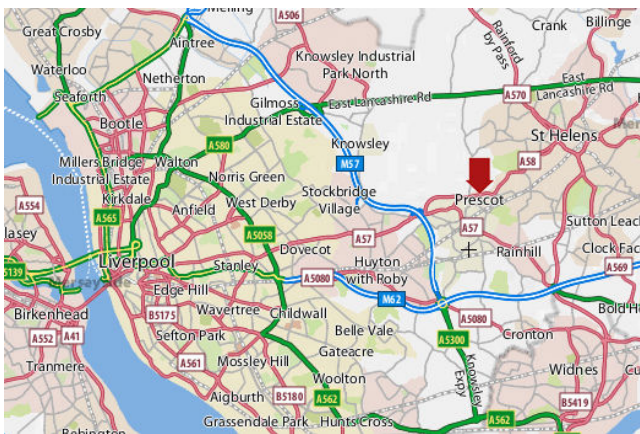 Melling
A506
Crank
Billinge
Great Crosby
Aintree
Rainford
by Pass
Knowsley Industrial
Park North
Waterloo
Netherton
East
Lancashire Rd
Seaforth
Gilmoss
Industrial Estate
East Lancashire Rd
A570
Bootle
St Helens
A580
Knowsley
Millers Bridge
Industrial Estate
Walton
M57
A58
Kirkdale
Norris Green
Stockbridge
Village
Prescot
A554
Anfield
West Derby
A565
A5058
A57
A57
Sutton Leach
Dovecot
Rainhill
Clock Fac
lasey
Liverpool
Stanley
Huyton
with Roby
A569
5139
A5080
Edge Hill
M62
Birkenhead
B5175
Wavertree
Childwall
A5080
Bold H
A552
A41
Sefton Park
Belle Vale
A5300
Cronton
Tranmere
A561
Mossley Hill
Gateacre
Knowsley
Expy
Widnes
Woolton
Aigburth
B5180
A562
B5419
A562
Grassendale Park
Hunts Cross
Bebington